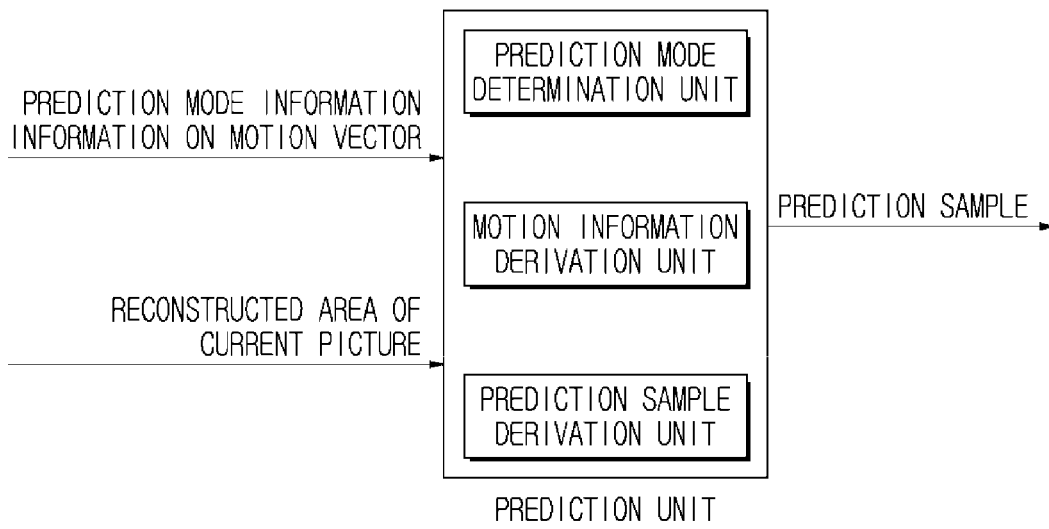 PREDICTION MODE
DETERMINATION UNIT
PREDICTION MODE INFORMATION
INFORMATION ON MOTION VECTOR
PREDICTION SAMPLE
MOTION INFORMATION
DERIVATION UNIT
RECONSTRUCTED AREA OF
CURRENT PICTURE
PREDICTION SAMPLE
DERIVATION UNIT
PREDICTION UNIT